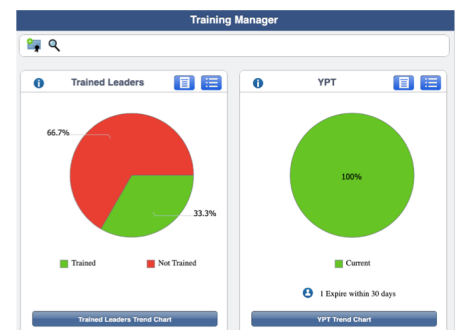 Training Manager
Trained Leaders
66.7%
33.3%
Trained
Not Trained
Trained Leaders Trend Chart
YPT
100%
Current
1 Expire within 30 days
YPT Trend Chart